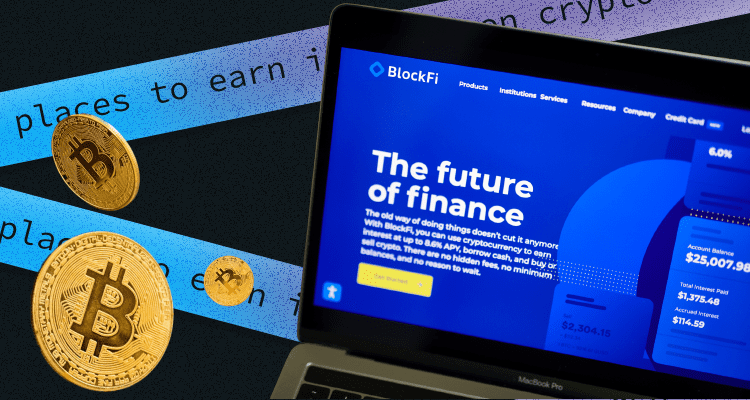 places to earn i
on crypto
BlockFi
Products
Institutions
Services
Resources
Company
Credit Card
The future
of finance
The old way of doing things doesn't cut it anymore.
With BlockFi, you can use cryptocurrency to earn
interest at up to 8.6% APY, borrow cash, and buy or
sell crypto. There are no hidden fees, no minimum
balances, and no reason to wait.
Get Started
6.0%
Account Balance
$25,007.98
Total Interest Paid
$1,375.48
Accrued Interest
$114.59
$2,304.15
MacBook Pro